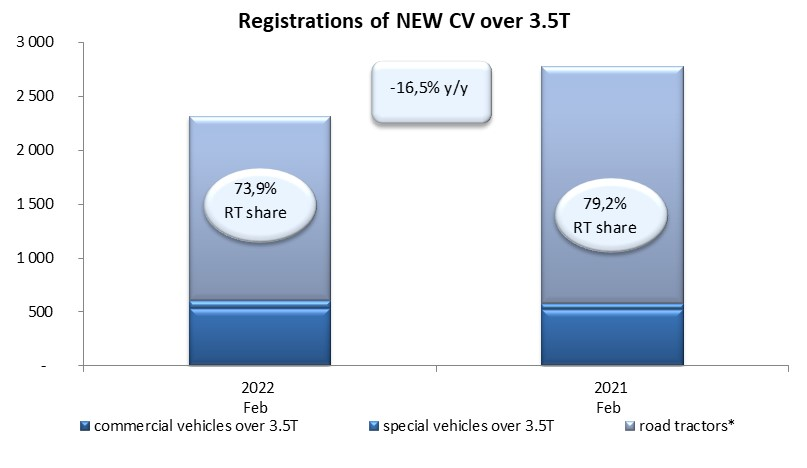 Registrations of NEW CV over 3.5T
3 000
2 500
2 000
1 500
1 000
500
-
-16,5% y/y
73,9%
RT share
79,2%
RT share
2022
Feb
2021
Feb
commercial vehicles over 3.5T
special vehicles over 3.5T
road tractors*